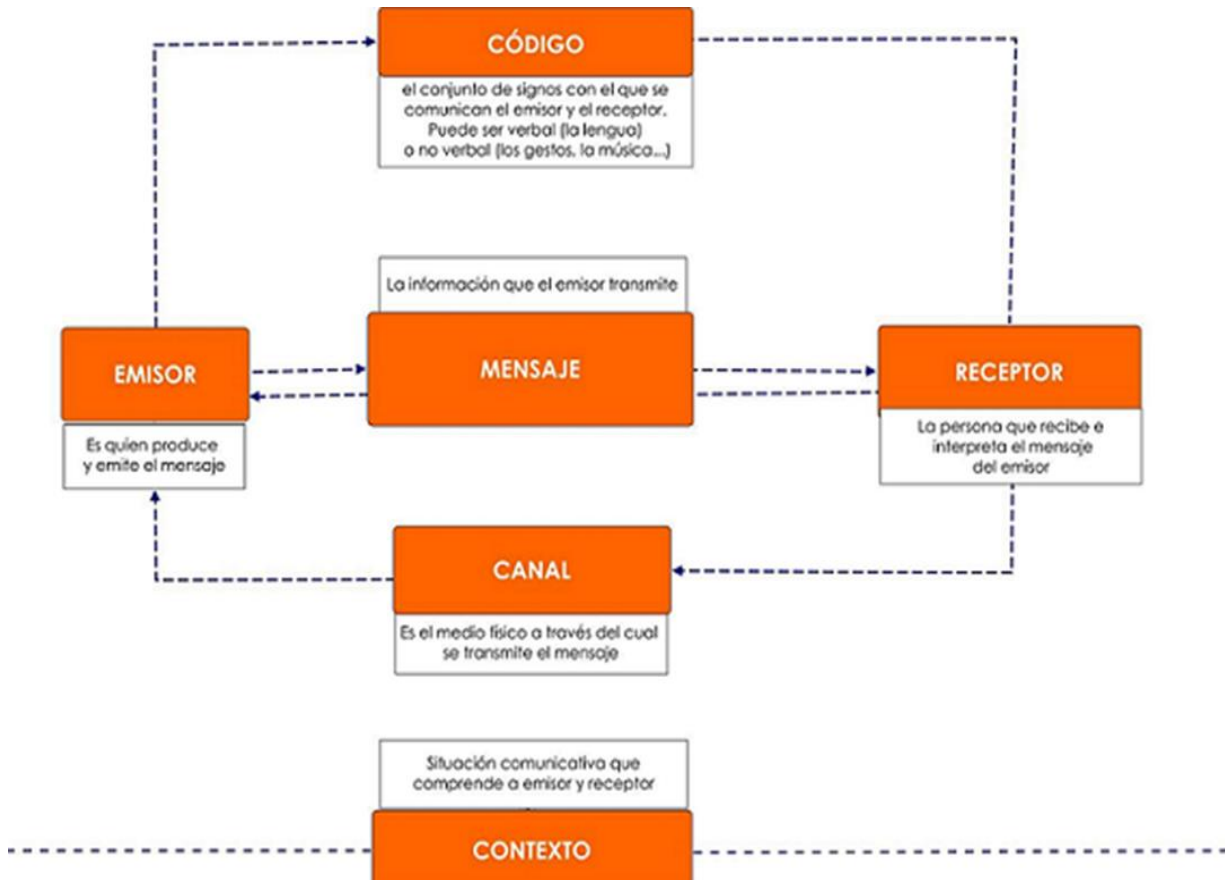 CÓDIGO
el conjunto de signos con el que se
comunican el emisor y el receptor.
Puede ser verbal (la lengua)
o no verbal (los gestos, la música...)
La información que el emisor transmite
MENSAJE
EMISOR
Es quien produce
y emite el mensaje
RECEPTOR
La persona que recibe e
interpreta el mensaje
del emisor
CANAL
Es el medio físico a través del cual
se transmite el mensaje
Situación comunicativa que
comprende a emisor y receptor
CONTEXTO